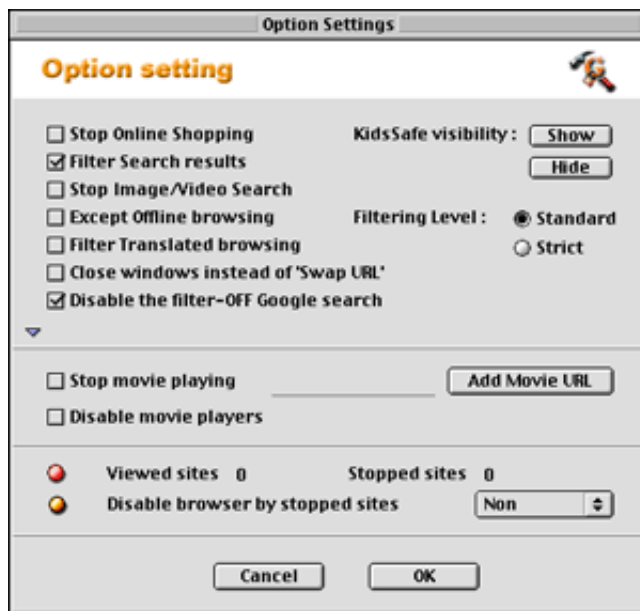 Option Settings
Option setting
Stop Online Shopping
KidsSafe visibility : Show
Filter Search results
Hide
Stop Image/Video Search
Except Offline browsing
Filtering Level : Standard
Filter Translated browsing
Strict
Close windows instead of 'Swap URL'
Disable the filter-OFF Google search
Stop movie playing
Add Movie URL
Disable movie players
Viewed sites 0 Stopped sites 0
Disable browser by stopped sites Non
Cancel OK